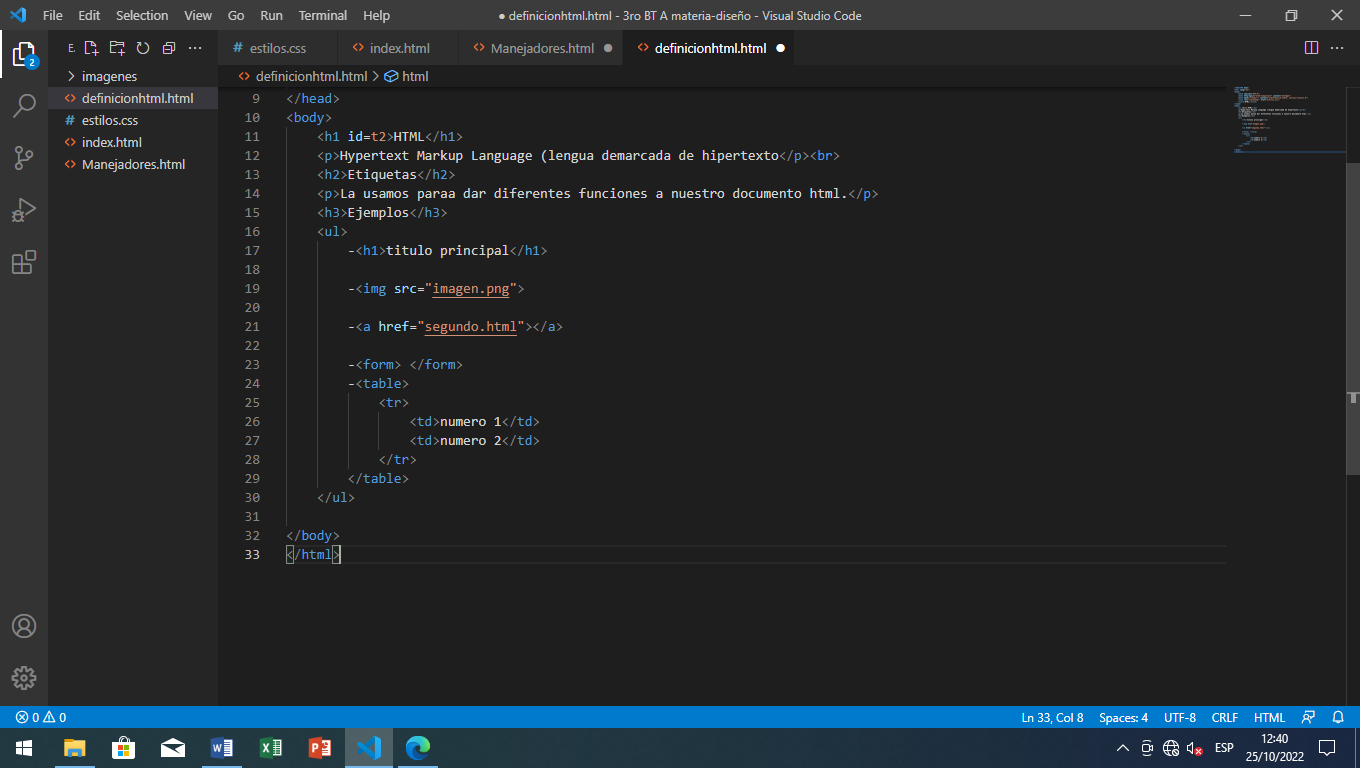 File Edit Selection View Go Run Terminal Help ● definicionhtml.html - 3ro BT A materia-diseño - Visual Studio Code
E. ···
# estilos.css <> index.html <> Manejadores.html ● <> definicionhtml.html ● ···
2
> imagenes
<> definicionhtml.html
# estilos.css
<> index.html
<> Manejadores.html
<> definicionhtml.html > html
9 </head>
10 <body>
11 <h1 id=t2>HTML</h1>
12 <p>Hypertext Markup Language (lengua demarcada de hipertexto</p><br>
13 <h2>Etiquetas</h2>
14 <p>La usamos paraa dar diferentes funciones a nuestro documento html.</p>
15 <h3>Ejemplos</h3>
16 <ul>
17 -<h1>titulo principal</h1>
18
19 -<img src="imagen.png">
20
21 -<a href="segundo.html"></a>
22
23 -<form> </form>
24 -<table>
25 <tr>
26 <td>numero 1</td>
27 <td>numero 2</td>
28 </tr>
29 </table>
30 </ul>
31
32 </body>
33 </html>
0 0 Ln 33, Col 8 Spaces: 4 UTF-8 CRLF HTML
ESP 12:40
25/10/2022